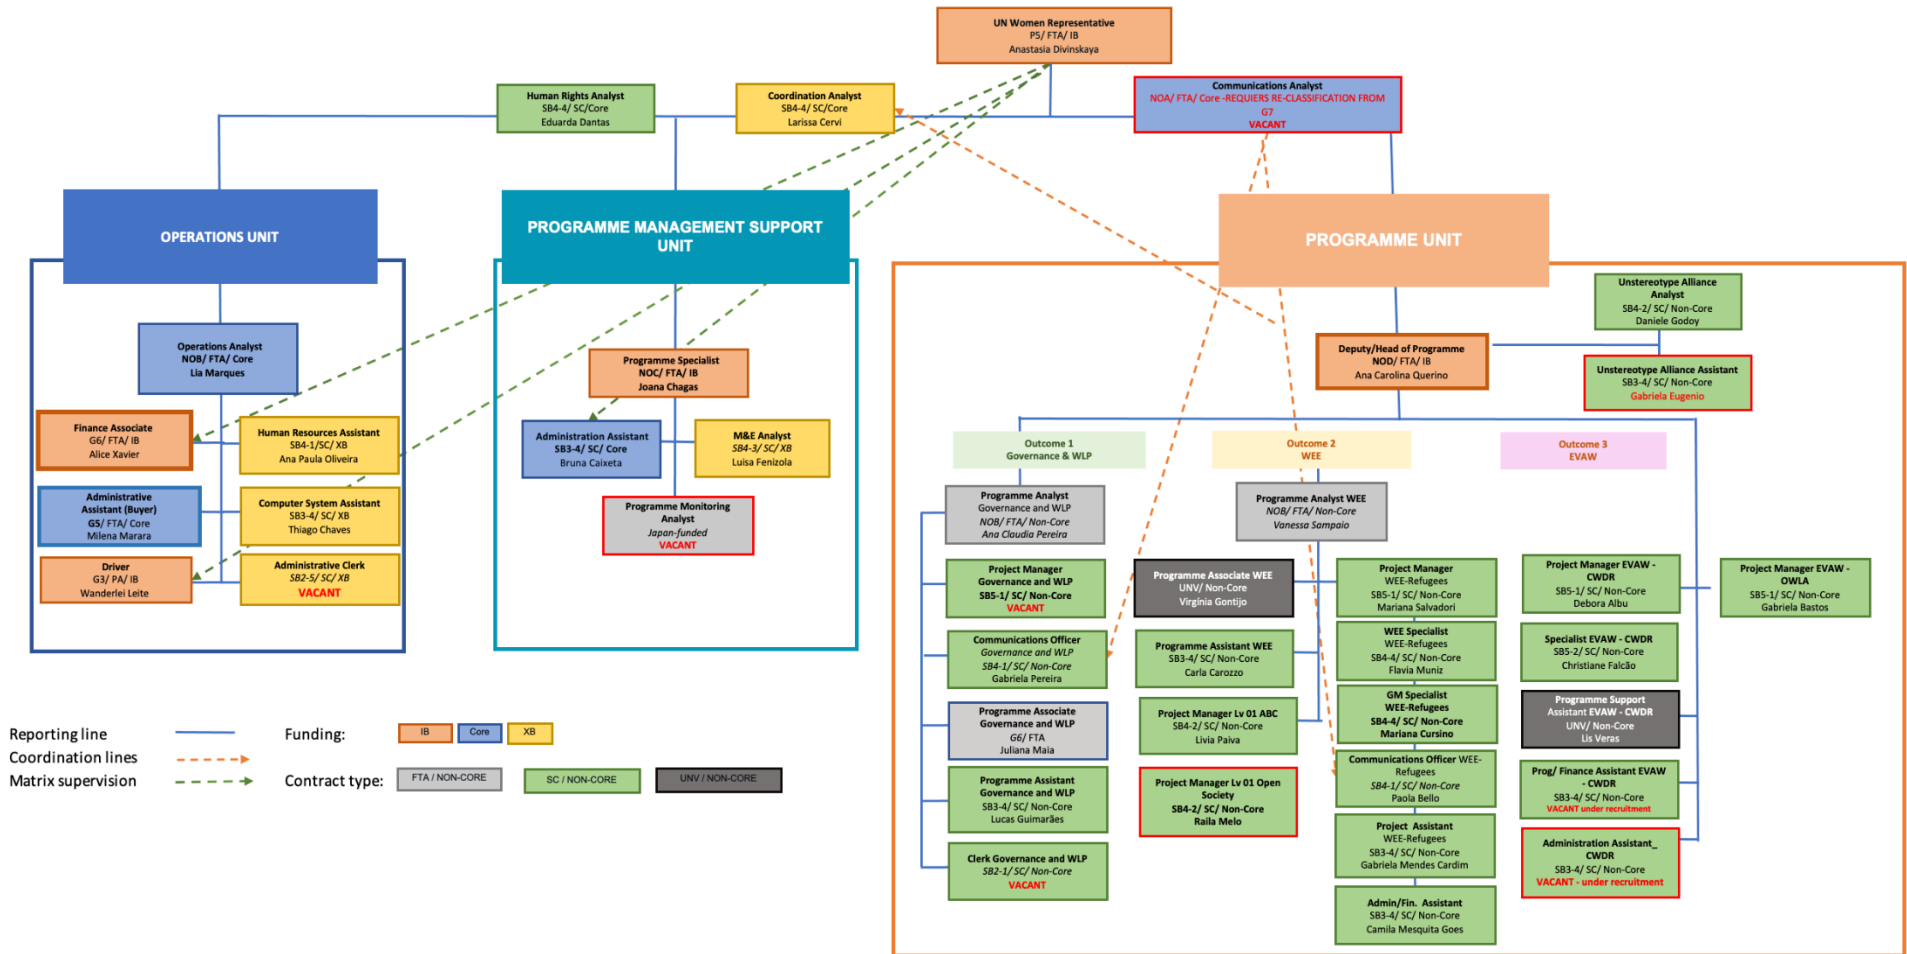 UN Women Representative
P5/ FTA/ IB
Anastasia Divinskaya
Human Rights Analyst
SB4-4/ SC/Core
Eduarda Dantas
Coordination Analyst
SB4-4/ SC/Core
Larissa Cervi
Communications Analyst
NOA/ FTA/ Core -REQUIERS RE-CLASSIFICATION FROM
G7
VACANT
OPERATIONS UNIT
PROGRAMME MANAGEMENT SUPPORT
UNIT
PROGRAMME UNIT
Operations Analyst
NOB/ FTA/ Core
Lia Marques
Finance Associate
G6/ FTA/ IB
Alice Xavier
Human Resources Assistant
SB4-1/SC/ XB
Ana Paula Oliveira
Administrative
Assistant (Buyer)
G5/ FTA/ Core
Milena Marara
Computer System Assistant
SB3-4/ SC/ XB
Thiago Chaves
Driver
G3/ PA/ IB
Wanderlei Leite
Administrative Clerk
SB2-5/ SC/ XB
VACANT
Programme Specialist
NOC/ FTA/ IB
Joana Chagas
Administration Assistant
SB3-4/ SC/ Core
Bruna Caixeta
M&E Analyst
SB4-3/ SC/ XB
Luisa Fenizola
Programme Monitoring
Analyst
Japan-funded
VACANT
Unstereotype Alliance
Analyst
SB4-2/ SC/ Non-Core
Daniele Godoy
Deputy/Head of Programme
NOD/ FTA/ IB
Ana Carolina Querino
Unstereotype Alliance Assistant
SB3-4/ SC/ Non-Core
Gabriela Eugenio
Outcome 1
Governance & WLP
Outcome 2
WEE
Outcome 3
EVAW
Programme Analyst
Governance and WLP
NOB/ FTA/ Non-Core
Ana Claudia Pereira
Project Manager
Governance and WLP
SB5-1/ SC/ Non-Core
VACANT
Communications Officer
Governance and WLP
SB4-1/ SC/ Non-Core
Gabriela Pereira
Programme Associate
Governance and WLP
G6/ FTA
Juliana Maia
Programme Assistant
Governance and WLP
SB3-4/ SC/ Non-Core
Lucas Guimarães
Clerk Governance and WLP
SB2-1/ SC/ Non-Core
VACANT
Programme Analyst WEE
NOB/ FTA/ Non-Core
Vanessa Sampaio
Programme Associate WEE
UNV/ Non-Core
Virgínia Gontijo
Programme Assistant WEE
SB3-4/ SC/ Non-Core
Carla Carozzo
Project Manager Lv 01 ABC
SB4-2/ SC/ Non-Core
Livia Paiva
Project Manager Lv 01 Open
Society
SB4-2/ SC/ Non-Core
Raila Melo
Project Manager
WEE-Refugees
SB5-1/ SC/ Non-Core
Mariana Salvadori
WEE Specialist
WEE-Refugees
SB4-4/ SC/ Non-Core
Flavia Muniz
GM Specialist
WEE-Refugees
SB4-4/ SC/ Non-Core
Mariana Cursino
Communications Officer WEE-
Refugees
SB4-1/ SC/ Non-Core
Paola Bello
Project Assistant
WEE-Refugees
SB3-4/ SC/ Non-Core
Gabriela Mendes Cardim
Admin/Fin. Assistant
SB3-4/ SC/ Non-Core
Camila Mesquita Goes
Project Manager EVAW -
CWDR
SB5-1/ SC/ Non-Core
Debora Albu
Project Manager EVAW -
OWLA
SB5-1/ SC/ Non-Core
Gabriela Bastos
Specialist EVAW - CWDR
SB5-2/ SC/ Non-Core
Christiane Falcão
Programme Support
Assistant EVAW - CWDR
UNV/ Non-Core
Lis Veras
Prog/ Finance Assistant EVAW
- CWDR
SB3-4/ SC/ Non-Core
VACANT under recruitment
Administration Assistant_
CWDR
SB3-4/ SC/ Non-Core
VACANT - under recruitment
Reporting line
Coordination lines
Matrix supervision
Funding:
IB
Core
XB
Contract type:
FTA / NON-CORE
SC / NON-CORE
UNV / NON-CORE